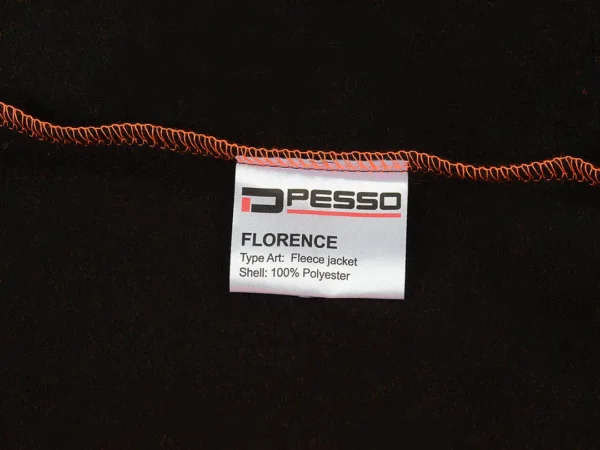 PESSO
FLORENCE
Type Art: Fleece jacket
Shell: 100% Polyester